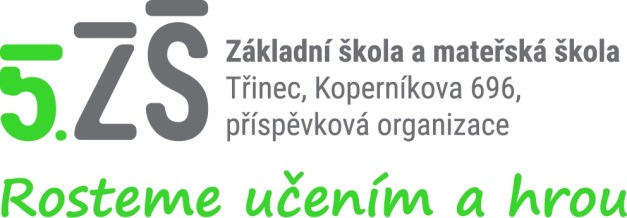 5.ZŠ
Základní škola a mateřská škola
Třinec, Koperníkova 696,
příspěvková organizace
Rosteme učením a hrou